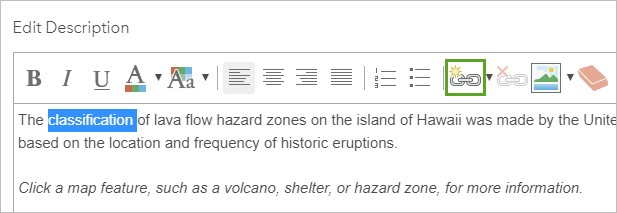 Edit Description
B I U A Aa
The classification of lava flow hazard zones on the island of Hawaii was made by the Unite
based on the location and frequency of historic eruptions.
Click a map feature, such as a volcano, shelter, or hazard zone, for more information.